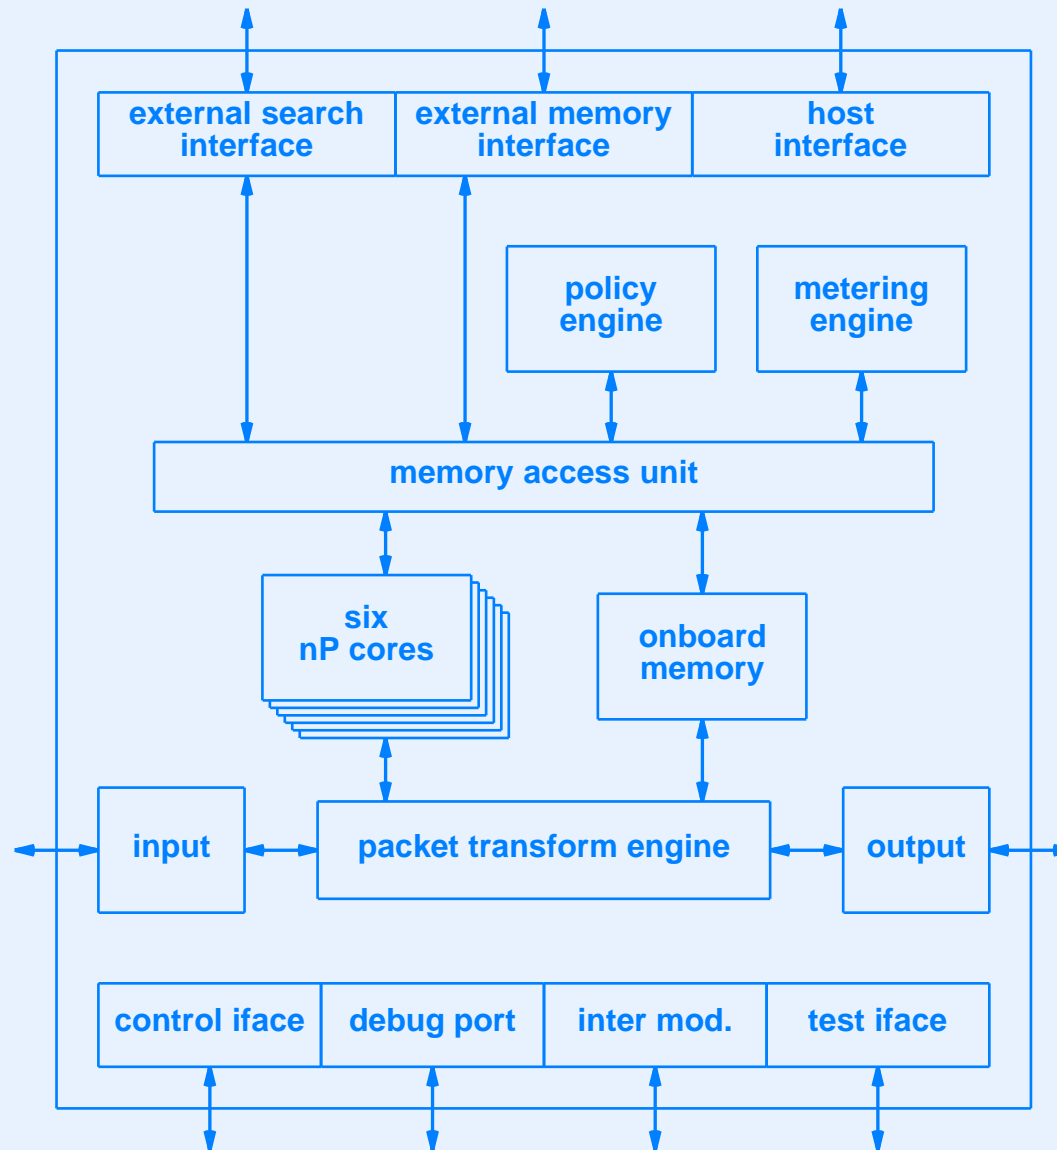 external search
interface
external memory
interface
host
interface
policy
engine
metering
engine
memory access unit
six
nP cores
onboard
memory
input
packet transform engine
output
control iface
debug port
inter mod.
test iface